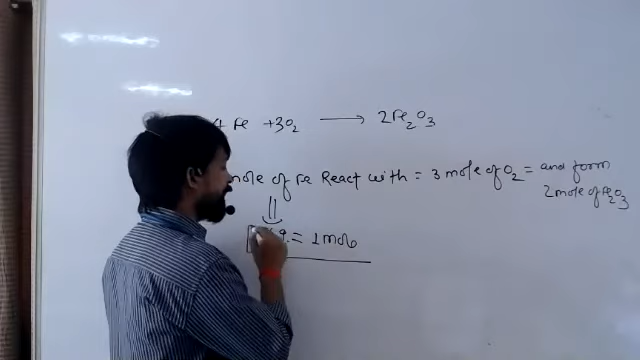 4 Fe + 3O2 → 2Fe2O3
mole of Fe React with = 3 mole of O2 = and form
2 mole of Fe2O3
g = 1 mole